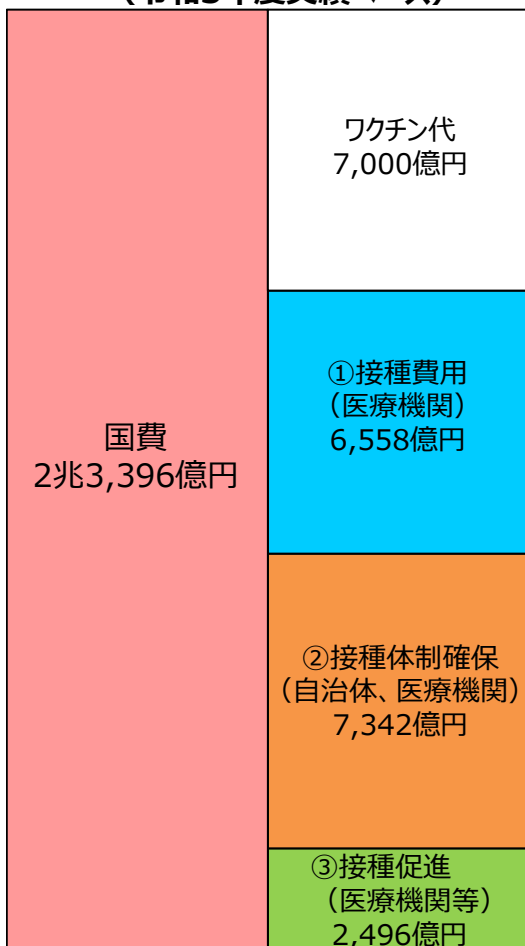 国費
2兆3,396億円
ワクチン代
7,000億円
①接種費用
（医療機関）
6,558億円
②接種体制確保
（自治体、医療機関）
7,342億円
③接種促進
（医療機関等）
2,496億円